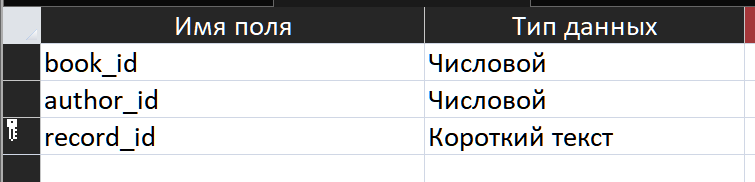 Имя поля Тип данных
book_id Числовой
author_id Числовой
record_id Короткий текст